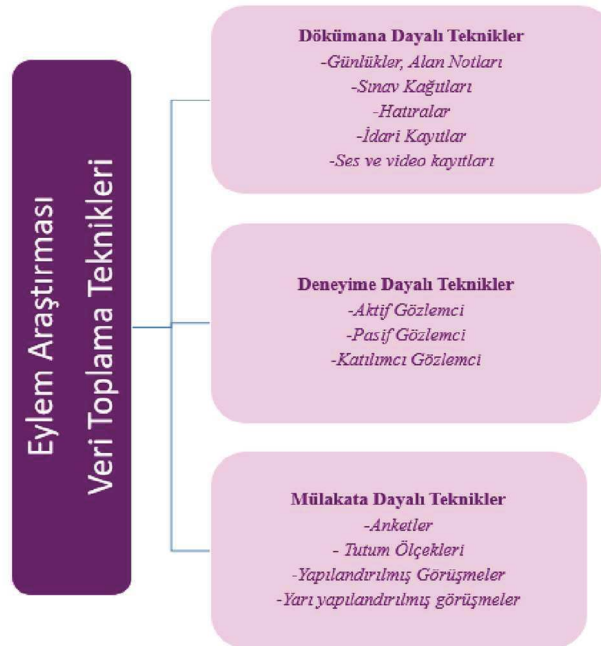 Eylem Araştırması
Veri Toplama Teknikleri
Dökümana Dayalı Teknikler
-Günlükler, Alan Notları
-Sınav Kağıtları
-Hatıralar
-İdari Kayıtlar
-Ses ve video kayıtları
Deneyime Dayalı Teknikler
-Aktif Gözlemci
-Pasif Gözlemci
-Katılımcı Gözlemci
Mülakata Dayalı Teknikler
-Anketler
- Tutum Ölçekleri
-Yapılandırılmış Görüşmeler
-Yarı yapılandırılmış görüşmeler